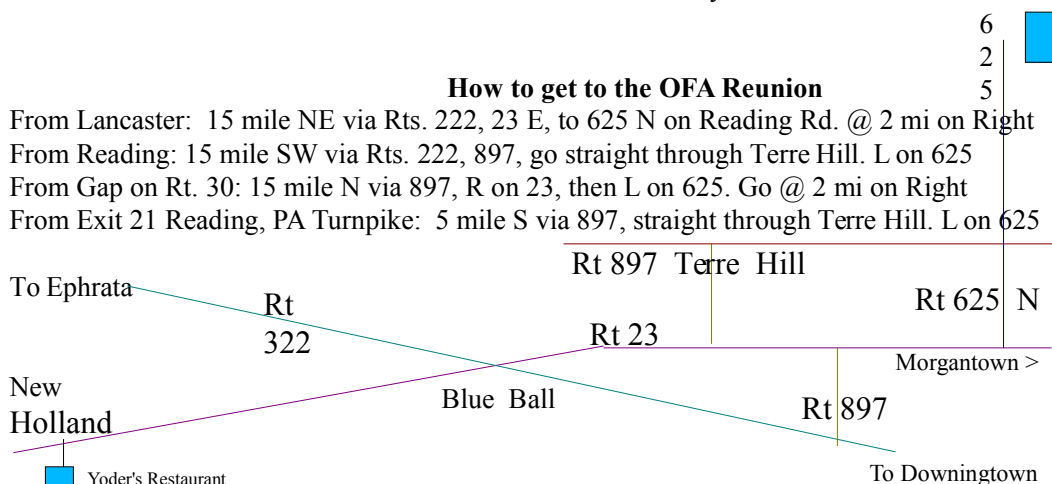 6
2
5
How to get to the OFA Reunion
From Lancaster: 15 mile NE via Rts. 222, 23 E, to 625 N on Reading Rd. @ 2 mi on Right
From Reading: 15 mile SW via Rts. 222, 897, go straight through Terre Hill. L on 625
From Gap on Rt. 30: 15 mile N via 897, R on 23, then L on 625. Go @ 2 mi on Right
From Exit 21 Reading, PA Turnpike: 5 mile S via 897, straight through Terre Hill. L on 625
Rt 897 Terre Hill
To Ephrata
Rt
322
Rt 625 N
Rt 23
Morgantown >
New
Holland
Blue Ball
Rt 897
Yoder's Restaurant
To Downingtown